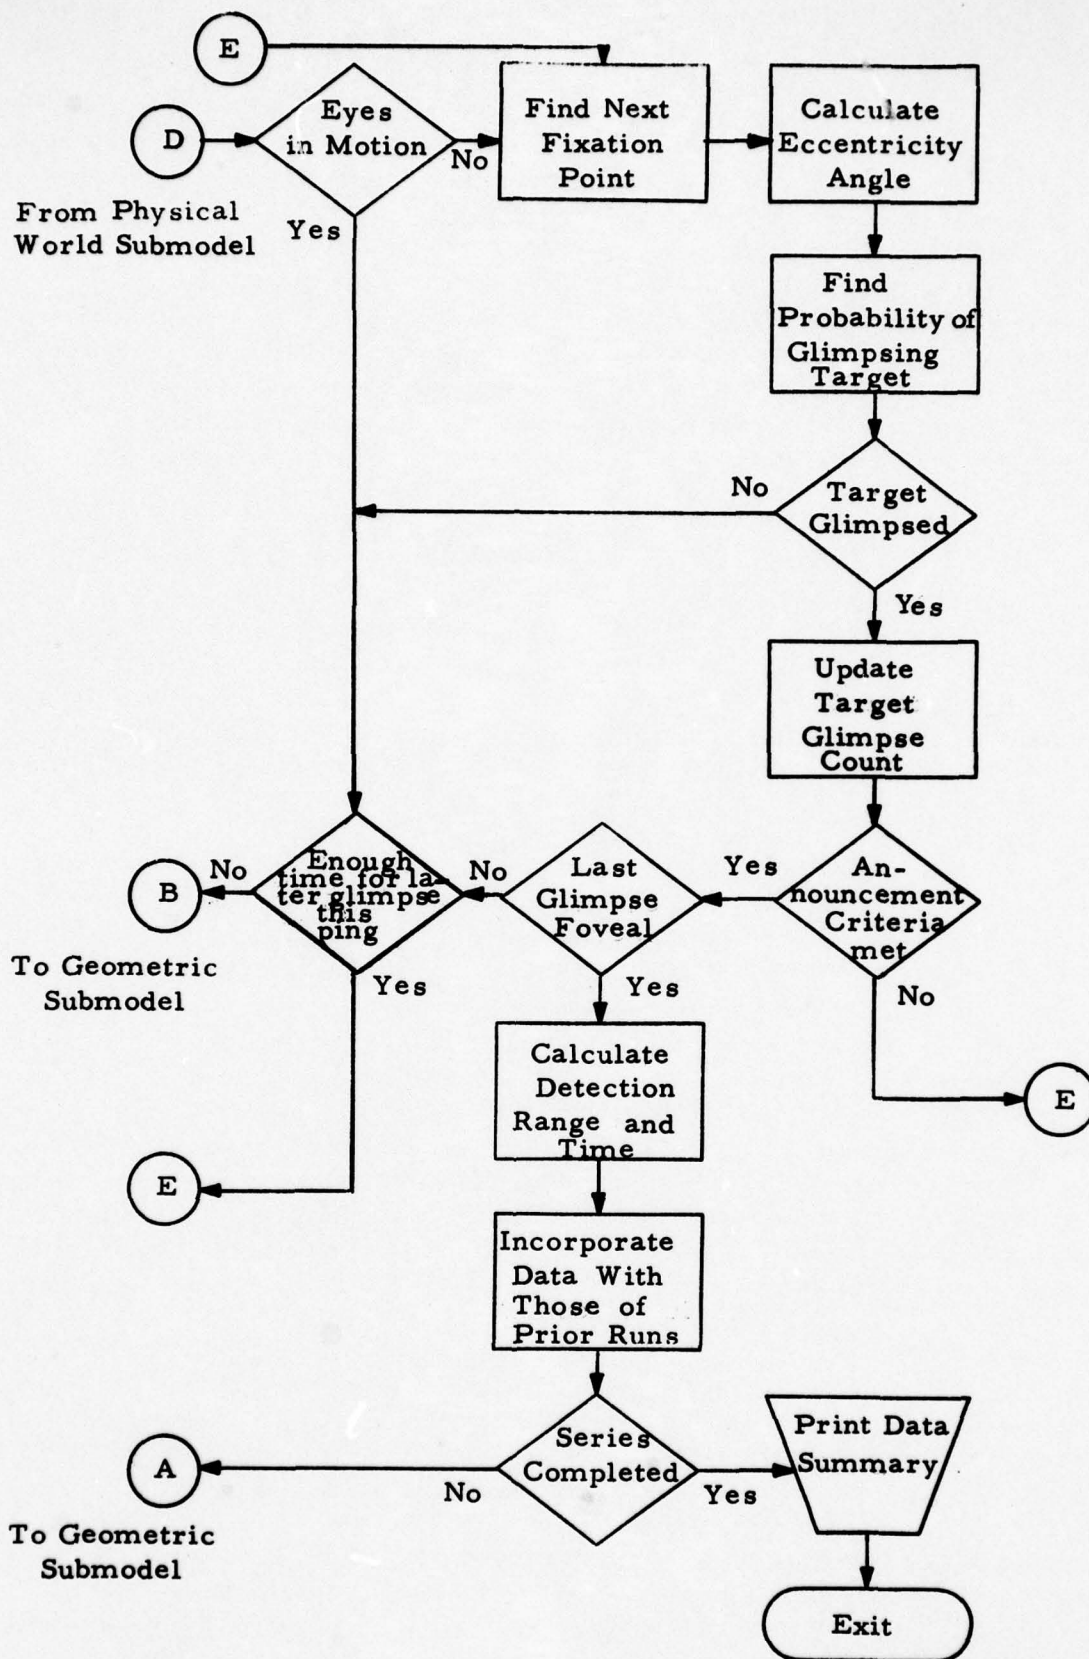 E
D
Eyes
in Motion
No
Yes
From Physical
World Submodel
Find Next
Fixation
Point
Calculate
Eccentricity
Angle
Find
Probability of
Glimpsing
Target
No
Target
Glimpsed
Yes
Update
Target
Glimpse
Count
An-
nouncement
Criteria
met
Yes
No
E
Last
Glimpse
Foveal
No
Yes
Enough
time for la-
ter glimpse
this
ping
No
Yes
B
To Geometric
Submodel
E
Calculate
Detection
Range and
Time
Incorporate
Data With
Those of
Prior Runs
Series
Completed
No
Yes
A
To Geometric
Submodel
Print Data
Summary
Exit